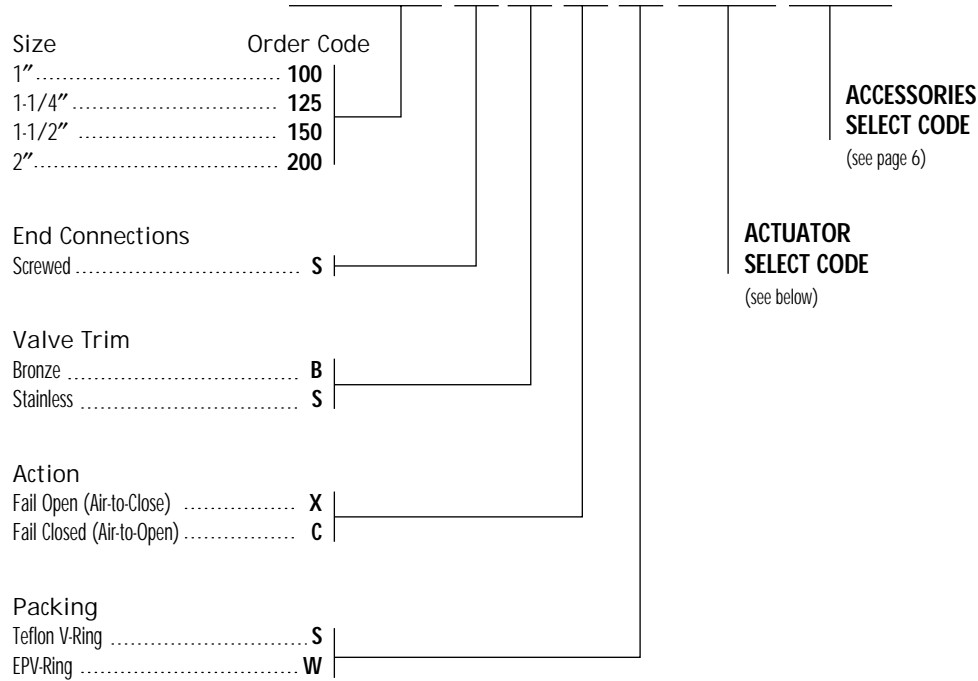 Size Order Code
1″ 100
1-1/4″ 125
1-1/2″ 150
2″ 200
ACCESSORIES
SELECT CODE
(see page 6)
End Connections
Screwed S
ACTUATOR
SELECT CODE
(see below)
Valve Trim
Bronze B
Stainless S
Action
Fail Open (Air-to-Close) X
Fail Closed (Air-to-Open) C
Packing
Teflon V-Ring S
EPV-Ring W